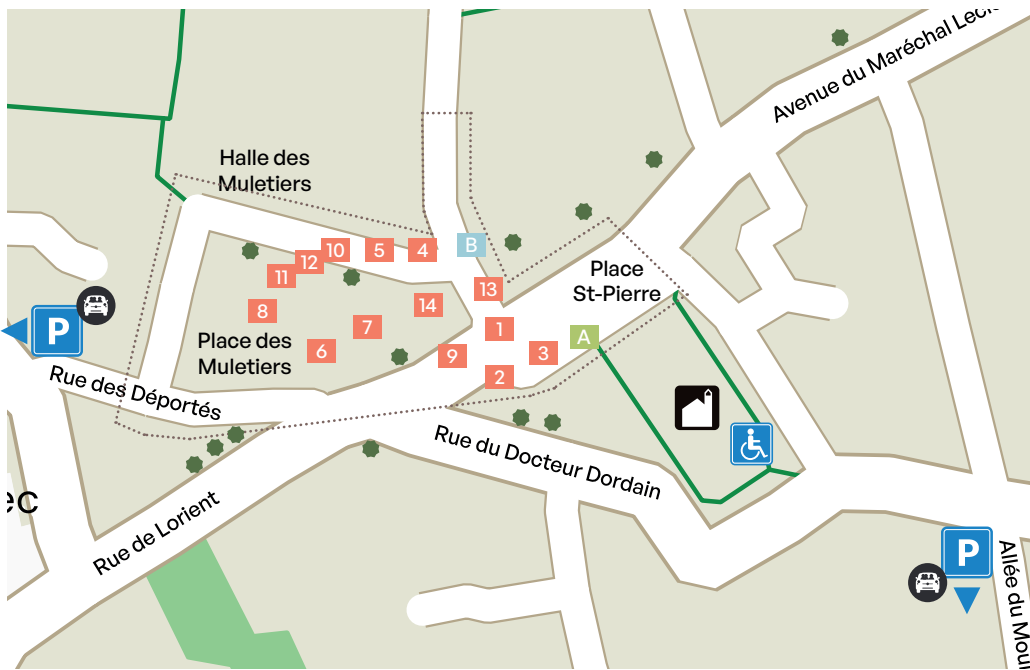 Avenue du Maréchal
Halle des
Muletiers
10
5
4
B
12
11
13
Place
St-Pierre
8
14
P
7
1
A
Place des
Muletiers
6
9
3
2
Rue des Déportés
Rue du Docteur Dordain
ec
Rue de Lorient
P
Allée du